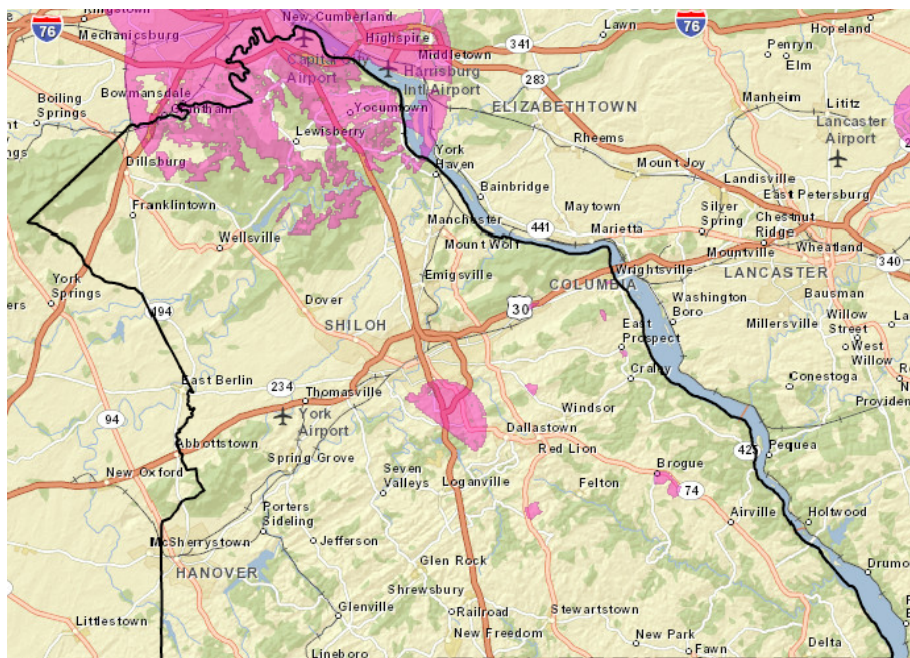 Kingstown
76
Mechanicsburg
New Cumberland
Highspire
Middletown
Capital City
Airport
Harrisburg
Intl Airport
341
Lawn
76
Hopeland
Penryn
Elm
283
Manheim
Lititz
Lancaster
Airport
Boiling
Springs
Bowmansdale
Grantham
Yocumtown
Lewisberry
ELIZABETHTOWN
Rheems
Mount Joy
Landisville
East Petersburg
Dillsburg
York
Haven
Bainbridge
Maytown
Marietta
Silver
Spring
Chestnut
Ridge
Franklintown
Wellsville
Manchester
Mount Wolf
441
Mountville
Wheatland
340
LANCASTER
York
Springs
Emigsville
Wrightsville
COLUMBIA
Washington
Boro
Bausman
Millersville
Willow
Street
West
Willow
194
Dover
SHILOH
30
East
Prospect
Craley
Conestoga
East Berlin
234
Thomasville
York
Airport
94
Abbottstown
Spring Grove
Windsor
Dallastown
Red Lion
425
Pequea
New Oxford
Seven
Valleys
Loganville
Felton
Brogue
74
Airville
Holtwood
Porters
Sideling
McSherrystown
Jefferson
HANOVER
Glen Rock
Shrewsbury
Railroad
Stewartstown
Littlestown
Glenville
Lineboro
New Freedom
New Park
Fawn
Delta